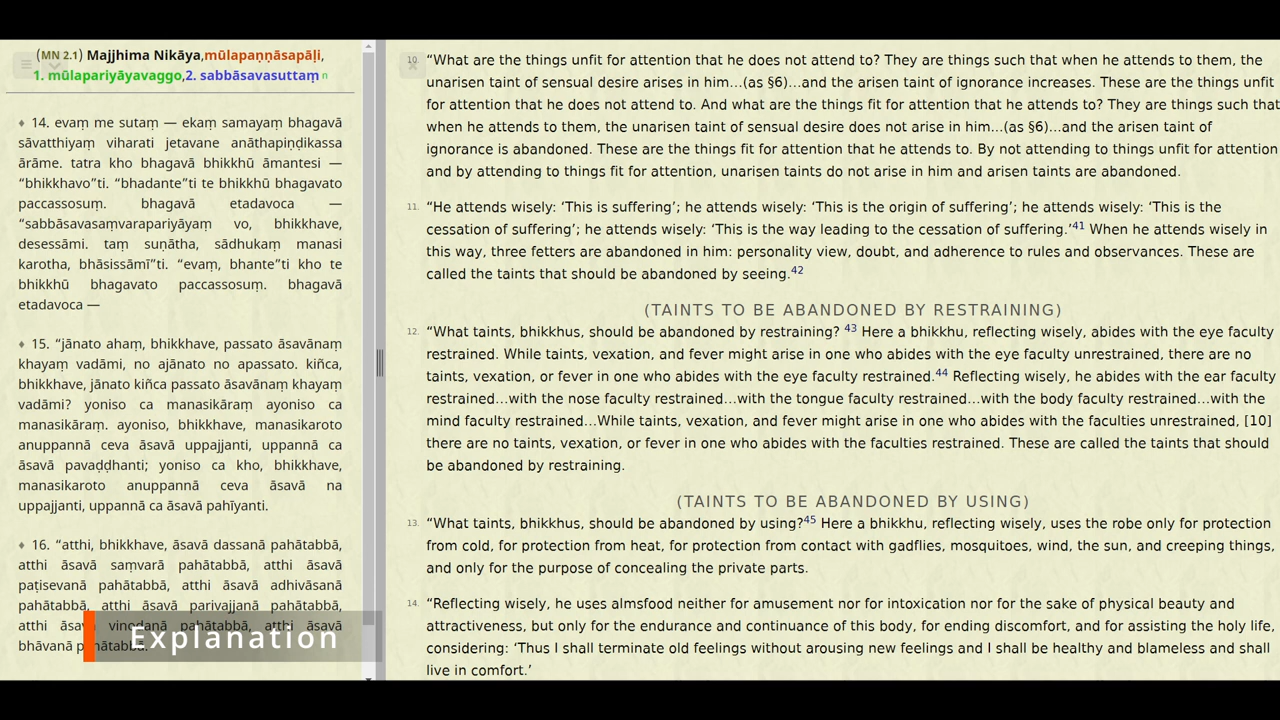 (MN 2.1) Majjhima Nikāya,mūlapaṇṇāsapāḷi,
1. mūlapariyāyavaggo,2. sabbāsavasuttaṃ n
♦ 14. evaṃ me sutaṃ — ekaṃ samayaṃ bhagavā
sāvatthiyaṃ viharati jetavane anāthapiṇḍikassa
ārāme. tatra kho bhagavā bhikkhū āmantesi —
“bhikkhavo”ti. “bhadante”ti te bhikkhū bhagavato
paccassosuṃ. bhagavā etadavoca —
“sabbāsavasaṃvarapariyāyaṃ vo, bhikkhave,
desessāmi. taṃ suṇātha, sādhukaṃ manasi
karotha, bhāsissāmī”ti. “evaṃ, bhante”ti kho te
bhikkhū bhagavato paccassosuṃ. bhagavā
etadavoca —
♦ 15. “jānato ahaṃ, bhikkhave, passato āsavānaṃ
khayaṃ vadāmi, no ajānato no apassato. kiñca,
bhikkhave, jānato kiñca passato āsavānaṃ khayaṃ
vadāmi? yoniso ca manasikāraṃ ayoniso ca
manasikāraṃ. ayoniso, bhikkhave, manasikaroto
anuppannā ceva āsavā uppajjanti, uppannā ca
āsavā pavaḍḍhanti; yoniso ca kho, bhikkhave,
manasikaroto anuppannā ceva āsavā na
uppajjanti, uppannā ca āsavā pahīyanti.
♦ 16. “atthi, bhikkhave, āsavā dassanā pahātabbā,
atthi āsavā saṃvarā pahātabbā, atthi āsavā
paṭisevanā pahātabbā, atthi āsavā adhivāsanā
pahātabbā, atthi āsavā parivajjanā pahātabbā,
atthi āsavā vinodanā pahātabbā, atthi āsavā
bhāvanā pahātabbā.
Explanation
10. “What are the things unfit for attention that he does not attend to? They are things such that when he attends to them, the
unarisen taint of sensual desire arises in him…(as §6)…and the arisen taint of ignorance increases. These are the things unfit
for attention that he does not attend to. And what are the things fit for attention that he attends to? They are things such that
when he attends to them, the unarisen taint of sensual desire does not arise in him…(as §6)…and the arisen taint of
ignorance is abandoned. These are the things fit for attention that he attends to. By not attending to things unfit for attention
and by attending to things fit for attention, unarisen taints do not arise in him and arisen taints are abandoned.
11. “He attends wisely: ‘This is suffering’; he attends wisely: ‘This is the origin of suffering’; he attends wisely: ‘This is the
cessation of suffering’; he attends wisely: ‘This is the way leading to the cessation of suffering.’41 When he attends wisely in
this way, three fetters are abandoned in him: personality view, doubt, and adherence to rules and observances. These are
called the taints that should be abandoned by seeing.42
(TAINTS TO BE ABANDONED BY RESTRAINING)
12. “What taints, bhikkhus, should be abandoned by restraining? 43 Here a bhikkhu, reflecting wisely, abides with the eye faculty
restrained. While taints, vexation, and fever might arise in one who abides with the eye faculty unrestrained, there are no
taints, vexation, or fever in one who abides with the eye faculty restrained.44 Reflecting wisely, he abides with the ear faculty
restrained…with the nose faculty restrained…with the tongue faculty restrained…with the body faculty restrained…with the
mind faculty restrained…While taints, vexation, and fever might arise in one who abides with the faculties unrestrained, [10]
there are no taints, vexation, or fever in one who abides with the faculties restrained. These are called the taints that should
be abandoned by restraining.
(TAINTS TO BE ABANDONED BY USING)
13. “What taints, bhikkhus, should be abandoned by using?45 Here a bhikkhu, reflecting wisely, uses the robe only for protection
from cold, for protection from heat, for protection from contact with gadflies, mosquitoes, wind, the sun, and creeping things,
and only for the purpose of concealing the private parts.
14. “Reflecting wisely, he uses almsfood neither for amusement nor for intoxication nor for the sake of physical beauty and
attractiveness, but only for the endurance and continuance of this body, for ending discomfort, and for assisting the holy life,
considering: ‘Thus I shall terminate old feelings without arousing new feelings and I shall be healthy and blameless and shall
live in comfort.’